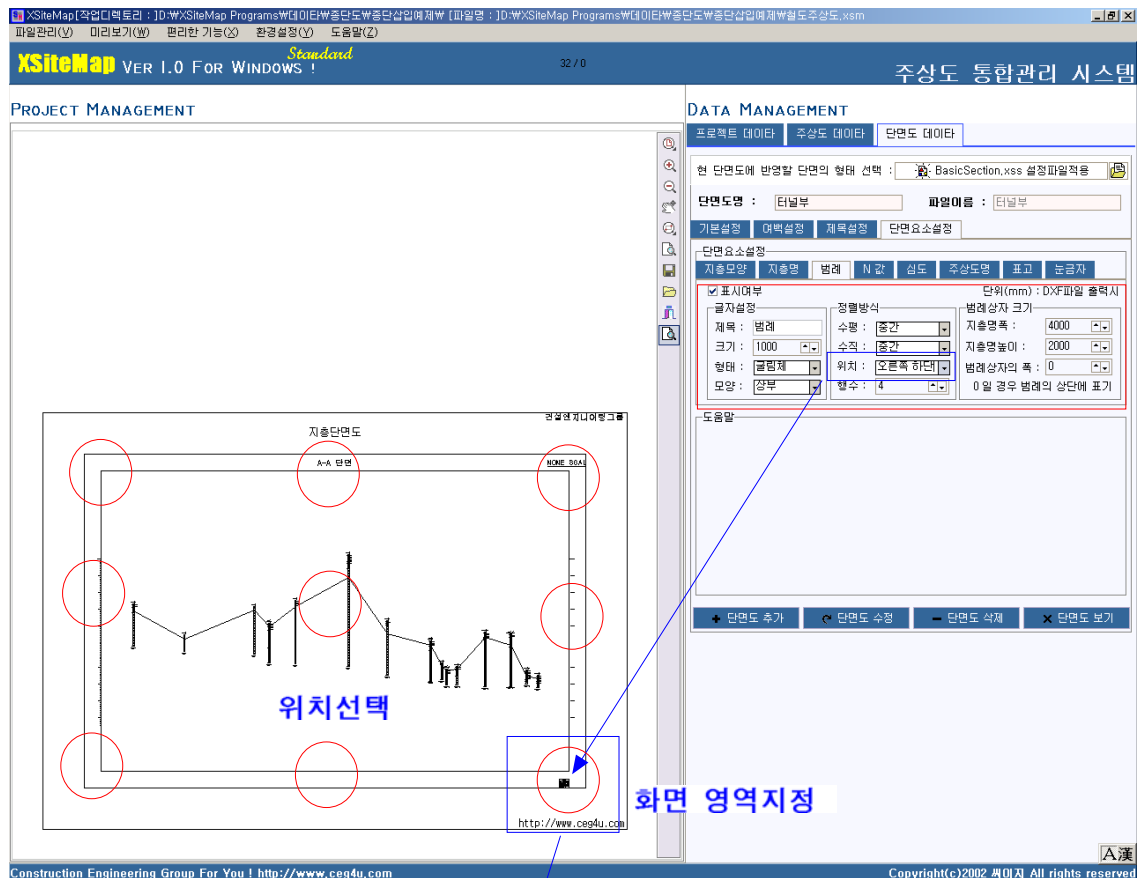 XSiteMap[작업디렉토리 : ]D:￦XSiteMap Programs￦데이타￦종단도￦종단삽입예제￦ [파일명 : ]D:￦XSiteMap Programs￦데이타￦종단도￦종단삽입예제￦철도주상도.xsm
파일관리(V) 미리보기(W) 편리한 기능(X) 환경설정(Y) 도움말(Z)
XSiteMap VER 1.0 FOR WINDOWS !
Standard
32 / 0
주상도 통합관리 시스템
PROJECT MANAGEMENT
건설엔지니어링그룹
지층단면도
A-A 단면
NONE SCAL
위치선택
http://www.ceg4u.com
화면 영역지정
DATA MANAGEMENT
프로젝트 데이타 주상도 데이타 단면도 데이타
현 단면도에 반영할 단면의 형태 선택 : BasicSection.xss 설정파일적용
단면도명 : 터널부 파일이름 : 터널부
기본설정 여백설정 제목설정 단면요소설정
단면요소설정
지층모양 지층명 범례 N 값 심도 주상도명 표고 눈금자
표시여부 단위(mm) : DXF파일 출력시
글자설정 정렬방식 범례상자 크기
제목 : 범례 수평 : 중간 지층명폭 : 4000
크기 : 1000 수직 : 중간 지층명높이 : 2000
형태 : 굴림체 위치 : 오른쪽 하단 범례상자의 폭 : 0
모양 : 상부 행수 : 4 0 일 경우 범례의 상단에 표기
도움말
단면도 추가 단면도 수정 단면도 삭제 단면도 보기
A漢
Construction Engineering Group For You ! http://www.ceg4u.com
Copyright(c)2002 씨이지 All rights reserved